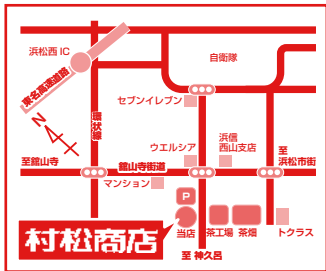 浜松西IC
自衛隊
東名高速道路
セブンイレブン
環状線
N
ウエルシア
浜信
西山支店
至
浜松市街
至舘山寺
舘山寺街道
マンション
P
当店
茶工場
茶畑
トクラス
村松商店
至 神久呂